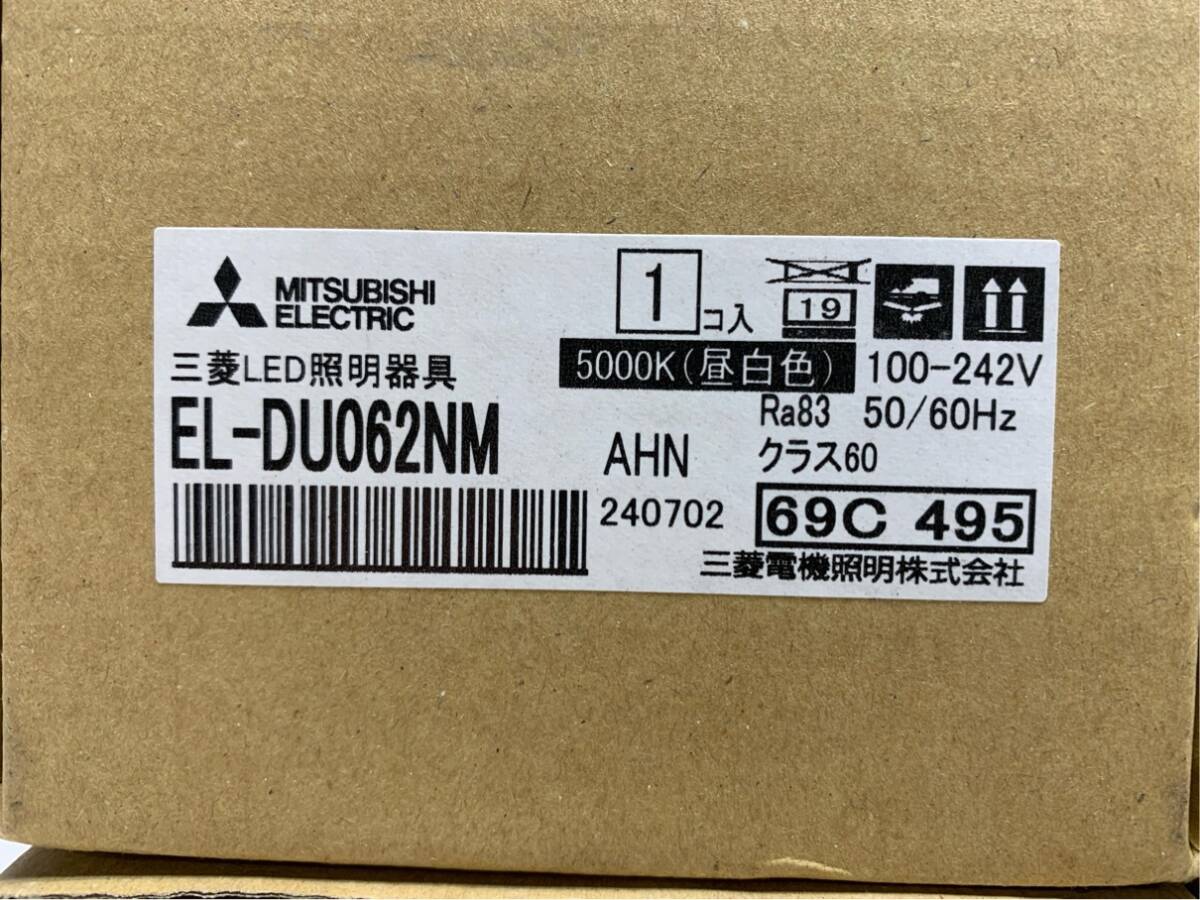 MITSUBISHI
ELECTRIC
1
コ入
19
三菱LED照明器具
5000K(昼白色)
100-242V
EL-DU062NM
AHN
Ra83 50/60Hz
クラス60
240702
69C 495
三菱電機照明株式会社